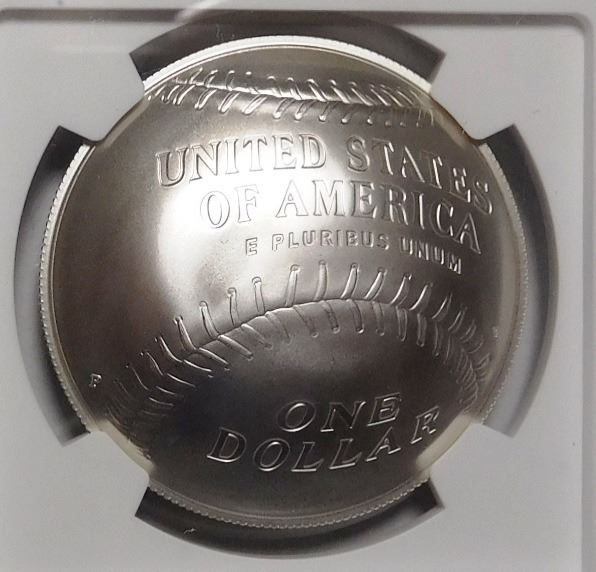 UNITED STATES
OF AMERICA
E PLURIBUS UNUM
P
ONE
DOLLAR